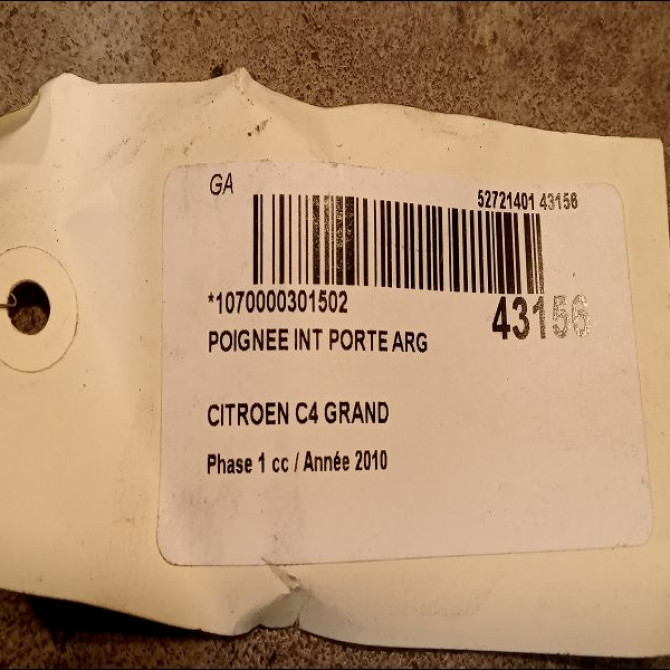 GA
52721401 43156
*1070000301502
43156
POIGNEE INT PORTE ARG
CITROEN C4 GRAND
Phase 1 cc / Année 2010